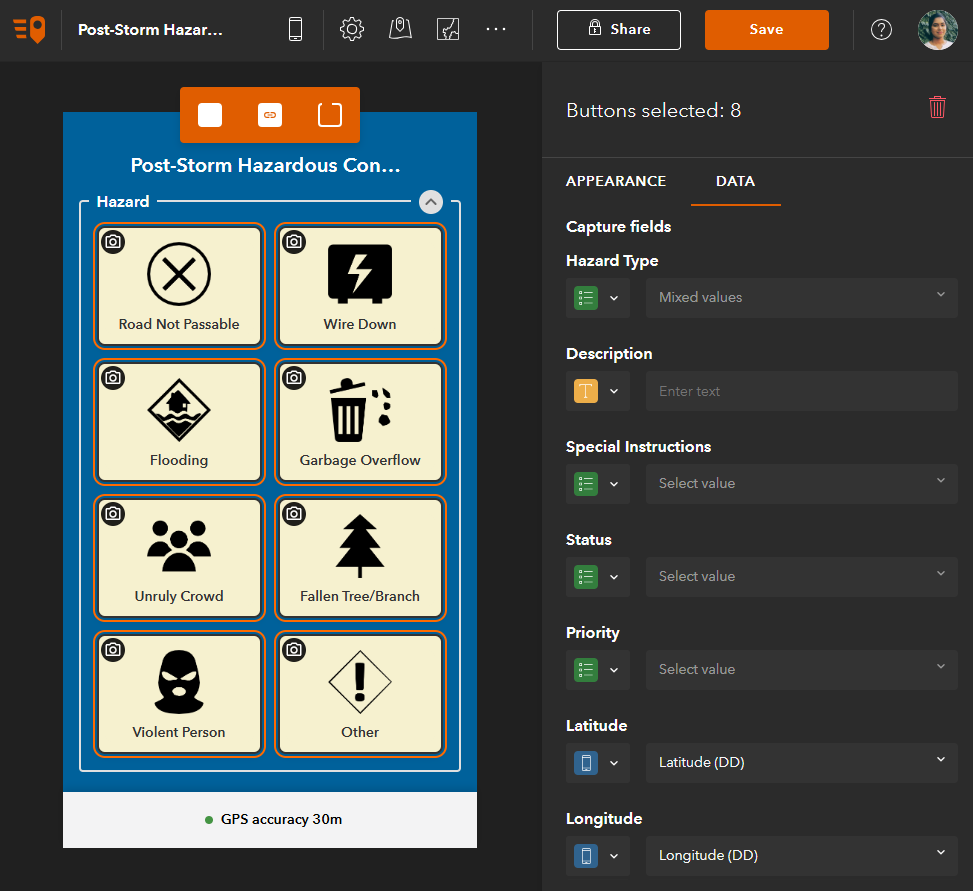 Post-Storm Hazar...
Share
Save
?
Buttons selected: 8
Post-Storm Hazardous Con...
Hazard
Road Not Passable
Wire Down
Flooding
Garbage Overflow
Unruly Crowd
Fallen Tree/Branch
Violent Person
Other
GPS accuracy 30m
APPEARANCE
DATA
Capture fields
Hazard Type
Mixed values
Description
T
Enter text
Special Instructions
Select value
Status
Select value
Priority
Select value
Latitude
Latitude (DD)
Longitude
Longitude (DD)